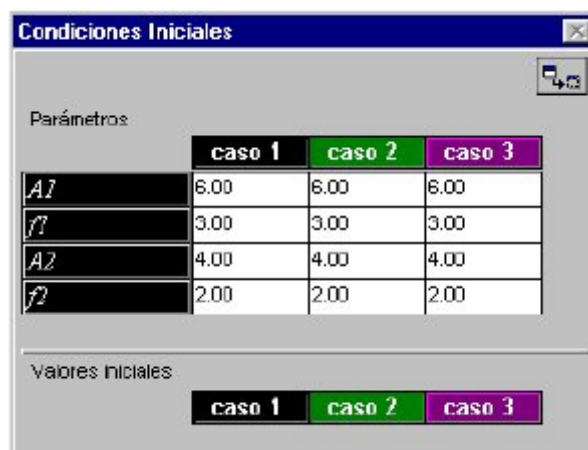 Condiciones Iniciales
Parámetros
caso 1 caso 2 caso 3
A1 6.00 6.00 6.00
f1 3.00 3.00 3.00
A2 4.00 4.00 4.00
f2 2.00 2.00 2.00
Valores Iniciales
caso 1 caso 2 caso 3